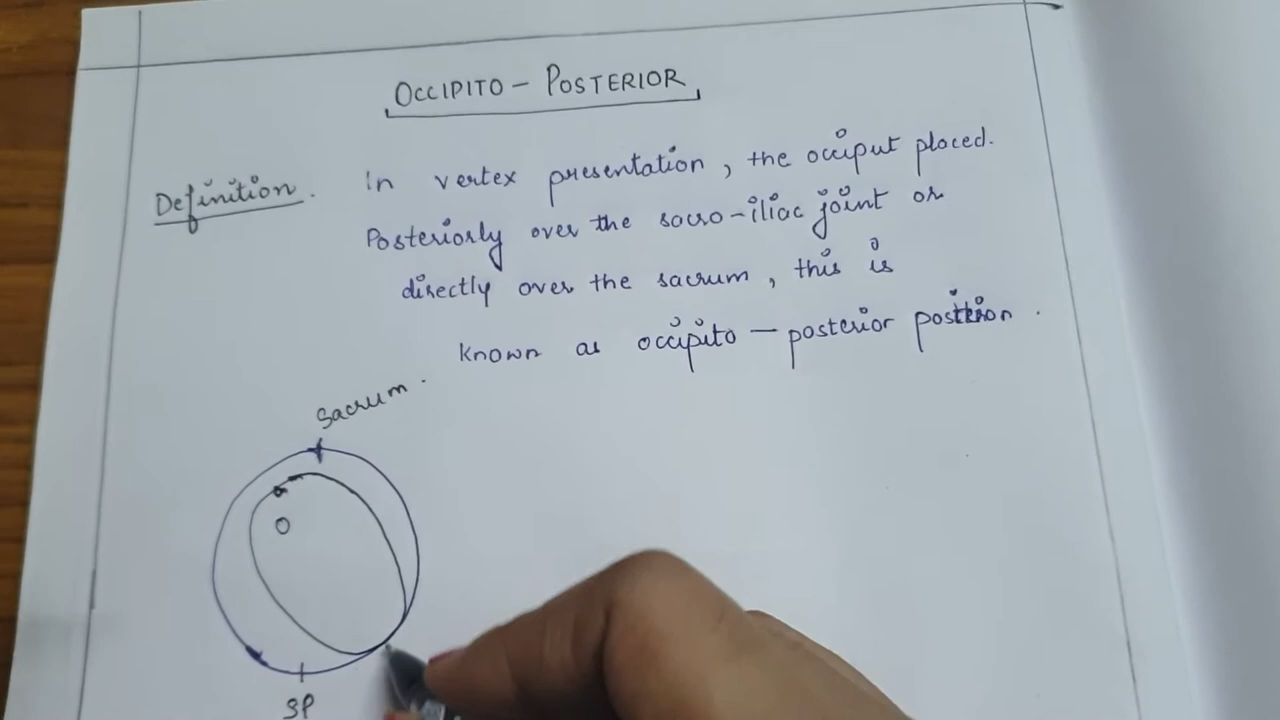 OCCIPITO - POSTERIOR
Definition. In vertex presentation, the occiput placed.
Posteriorly over the sacro-iliac joint or
directly over the sacrum, this is
known as occipito - posterior position.
Sacrum.
O
SP